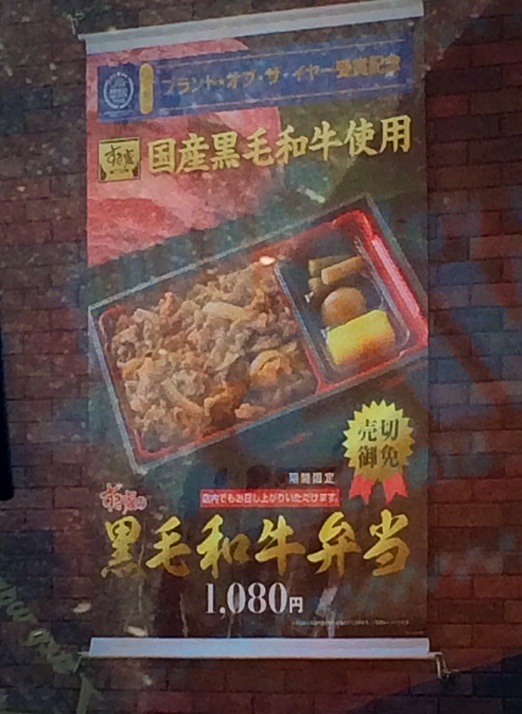 ブランド・オブ・ザ・イヤー受賞記念
すき家
国産黒毛和牛使用
売切
御免
期間限定
店内でもお召し上がりいただけます。
すき家の
黒毛和牛弁当
1,080円